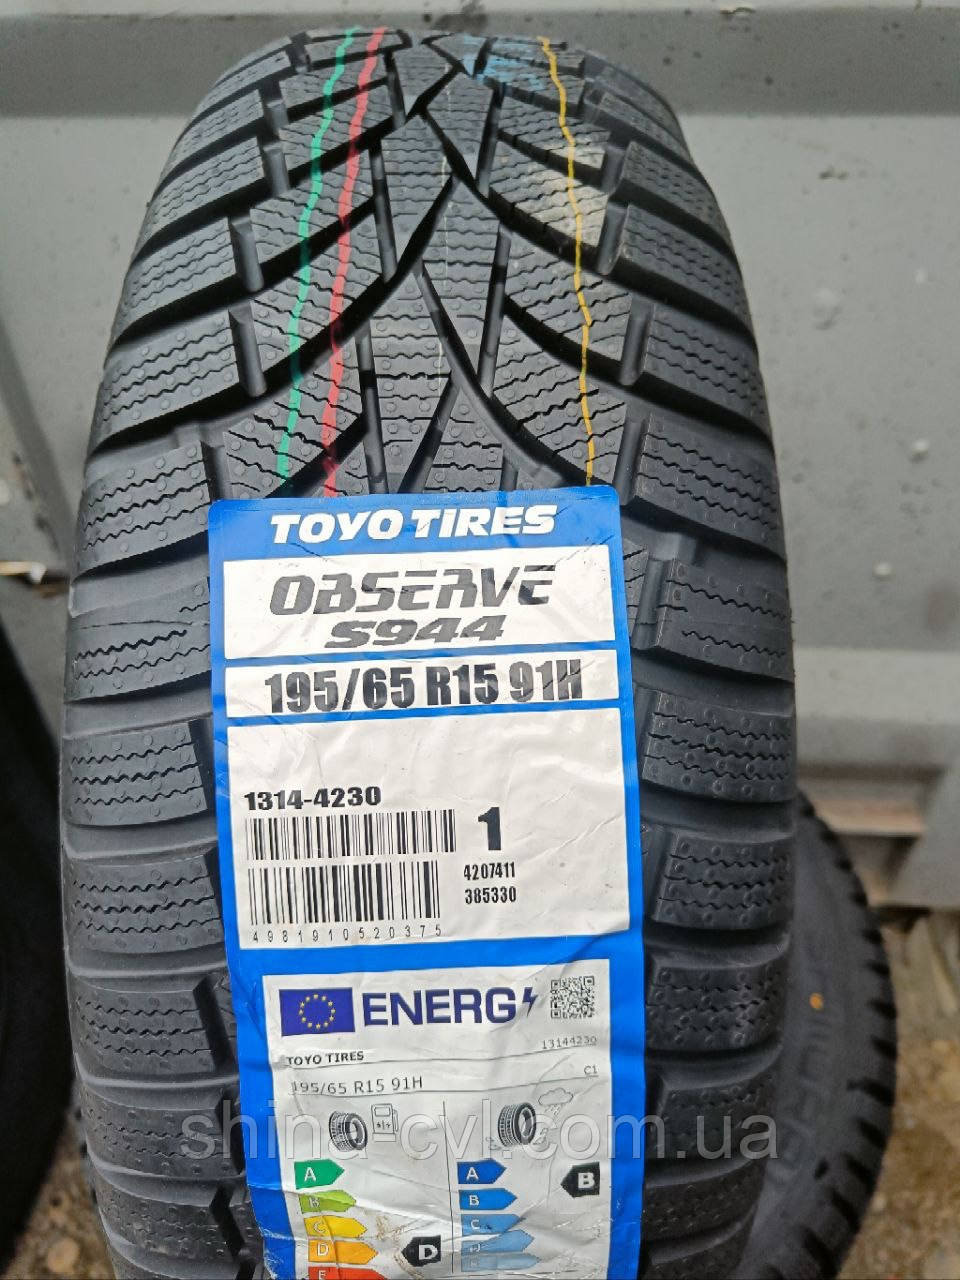 TOYO TIRES
OBSERVE
S944
195/65 R15 91H
1314-4230
1
4207411
385330
4981910520375
ENERG
TOYO TIRES
13144230
195/65 R15 91H
C1
shina-cvl.com.ua
A
B
C
D
E
D
A
B
C
B